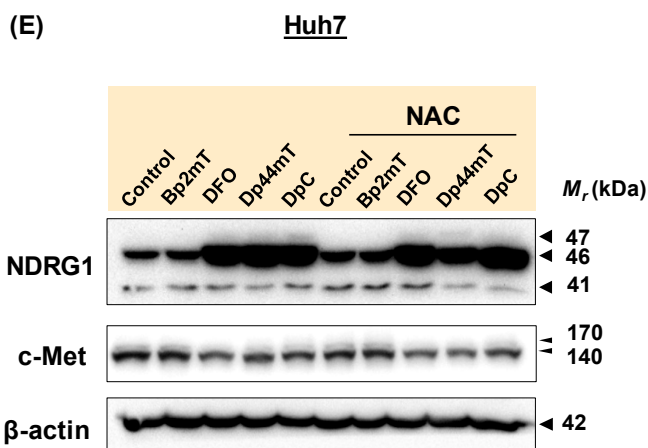 (E)
Huh7
NAC
Control Bp2mT DFO Dp44mT DpC Control Bp2mT DFO Dp44mT DpC
Mr (kDa)
NDRG1
47
46
41
c-Met
170
140
β-actin
42